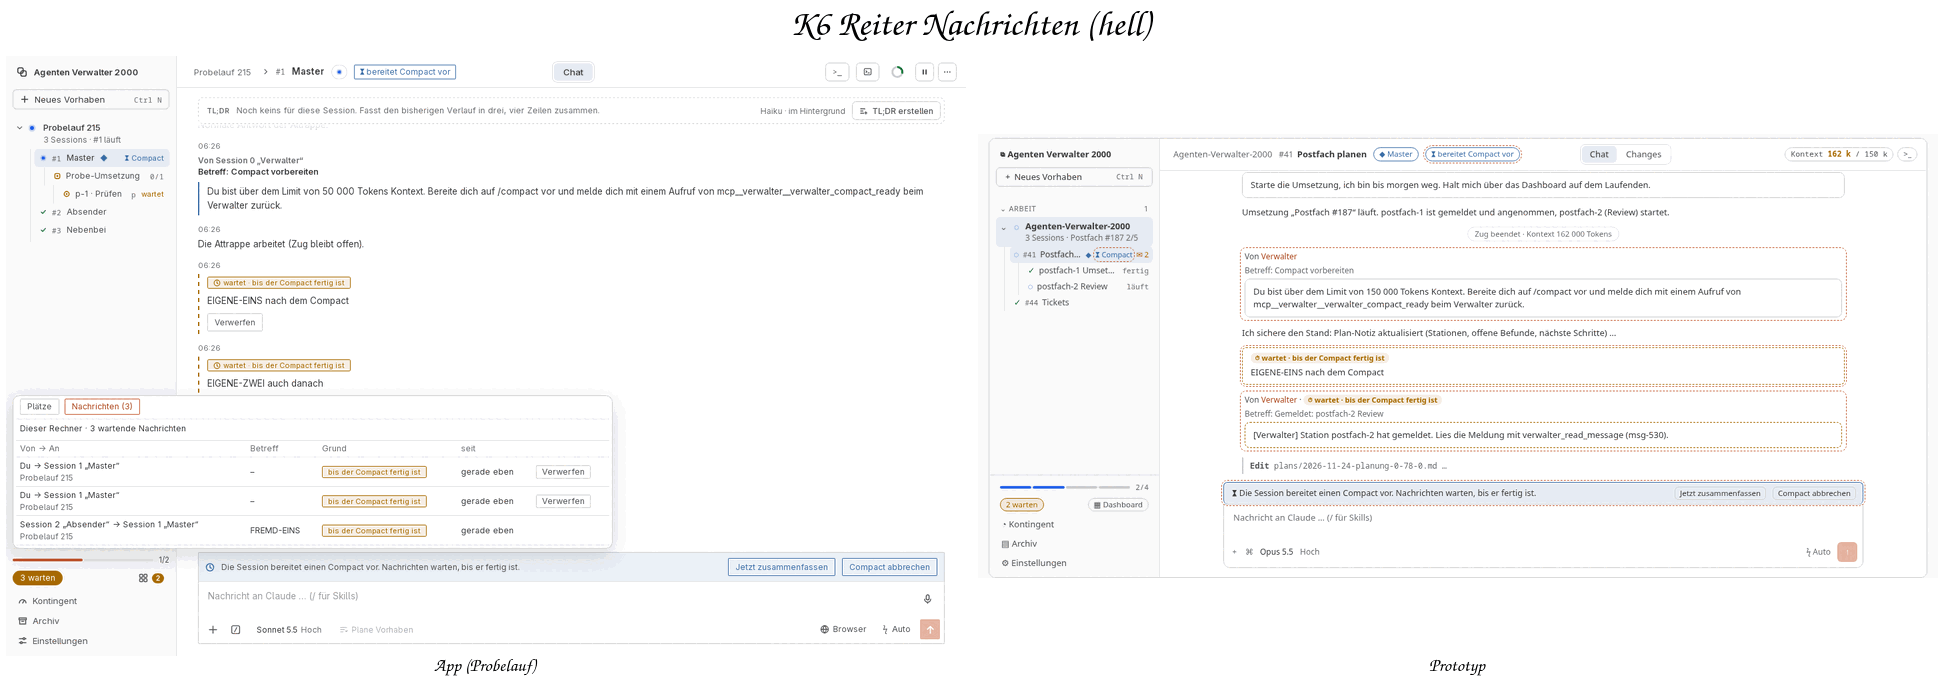 K6 Reiter Nachrichten (hell)
Agenten Verwalter 2000
Neues Vorhaben Ctrl N
Probelauf 215
3 Sessions · #1 läuft
#1 Master Compact
Probe-Umsetzung 0/1
p-1 · Prüfen p wartet
#2 Absender
#3 Nebenbei
Probelauf 215 > #1 Master bereitet Compact vor Chat
TL;DR Noch keins für diese Session. Fasst den bisherigen Verlauf in drei, vier Zeilen zusammen. Haiku · im Hintergrund TL;DR erstellen
06:26
Von Session 0 „Verwalter“
Betreff: Compact vorbereiten
Du bist über dem Limit von 50 000 Tokens Kontext. Bereite dich auf /compact vor und melde dich mit einem Aufruf von mcp__verwalter__verwalter_compact_ready beim
Verwalter zurück.
06:26
Die Attrappe arbeitet (Zug bleibt offen).
06:26
wartet · bis der Compact fertig ist
EIGENE-EINS nach dem Compact
Verwerfen
06:26
wartet · bis der Compact fertig ist
EIGENE-ZWEI auch danach
Plätze Nachrichten (3)
Dieser Rechner · 3 wartende Nachrichten
Von → An Betreff Grund seit
Du → Session 1 „Master“
Probelauf 215
– bis der Compact fertig ist gerade eben Verwerfen
Du → Session 1 „Master“
Probelauf 215
– bis der Compact fertig ist gerade eben Verwerfen
Session 2 „Absender“ → Session 1 „Master“
Probelauf 215
FREMD-EINS bis der Compact fertig ist gerade eben
1/2
3 warten 2
Kontingent
Archiv
Einstellungen
Die Session bereitet einen Compact vor. Nachrichten warten, bis er fertig ist. Jetzt zusammenfassen Compact abbrechen
Nachricht an Claude ... (/ für Skills)
Sonnet 5.5 Hoch Plane Vorhaben Browser Auto
App (Probelauf)
Agenten Verwalter 2000
+ Neues Vorhaben Ctrl N
ARBEIT 1
Agenten-Verwalter-2000
3 Sessions · Postfach #187 2/5
#41 Postfach... Compact 2
postfach-1 Umset... fertig
postfach-2 Review läuft
#44 Tickets
2/4
2 warten Dashboard
Kontingent
Archiv
Einstellungen
Agenten-Verwalter-2000 #41 Postfach planen Master bereitet Compact vor Chat Changes Kontext 162 k / 150 k >_
Starte die Umsetzung, ich bin bis morgen weg. Halt mich über das Dashboard auf dem Laufenden.
Umsetzung „Postfach #187“ läuft. postfach-1 ist gemeldet und angenommen, postfach-2 (Review) startet.
Zug beendet · Kontext 162 000 Tokens
Von Verwalter
Betreff: Compact vorbereiten
Du bist über dem Limit von 150 000 Tokens Kontext. Bereite dich auf /compact vor und melde dich mit einem Aufruf von
mcp__verwalter__verwalter_compact_ready beim Verwalter zurück.
Ich sichere den Stand: Plan-Notiz aktualisiert (Stationen, offene Befunde, nächste Schritte) ...
wartet · bis der Compact fertig ist
EIGENE-EINS nach dem Compact
Von Verwalter · wartet · bis der Compact fertig ist
Betreff: Gemeldet: postfach-2 Review
[Verwalter] Station postfach-2 hat gemeldet. Lies die Meldung mit verwalter_read_message (msg-530).
Edit plans/2026-11-24-planung-0-78-0.md ...
Die Session bereitet einen Compact vor. Nachrichten warten, bis er fertig ist. Jetzt zusammenfassen Compact abbrechen
Nachricht an Claude ... (/ für Skills)
+ ⌘ Opus 5.5 Hoch Auto
Prototyp